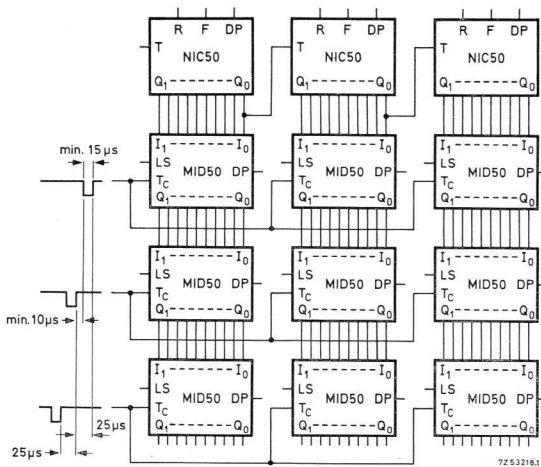 R F DP
T NIC50
Q1 Q0
R F DP
T NIC50
Q1 Q0
R F DP
T NIC50
Q1 Q0
min. 15 µs
I1 I0
LS
TC MID50 DP
Q1 Q0
I1 I0
LS
TC MID50 DP
Q1 Q0
I1 I0
LS
TC MID50 DP
Q1 Q0
min.10µs
I1 I0
LS
TC MID50 DP
Q1 Q0
I1 I0
LS
TC MID50 DP
Q1 Q0
I1 I0
LS
TC MID50 DP
Q1 Q0
25µs
25µs
I1 I0
LS
TC MID50 DP
Q1 Q0
I1 I0
LS
TC MID50 DP
Q1 Q0
I1 I0
LS
TC MID50 DP
Q1 Q0
7Z53216.1